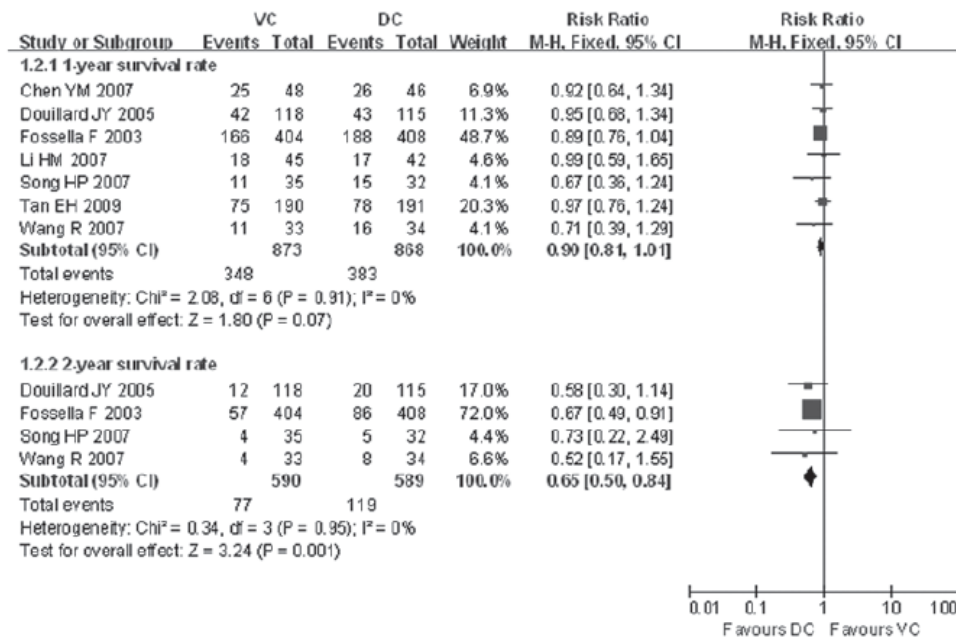 VC DC Risk Ratio Risk Ratio
Study or Subgroup Events Total Events Total Weight M-H, Fixed, 95% CI M-H, Fixed, 95% CI
1.2.1 1-year survival rate
Chen YM 2007 25 48 26 46 6.9% 0.92 [0.64, 1.34]
Douillard JY 2005 42 118 43 115 11.3% 0.95 [0.68, 1.34]
Fossella F 2003 166 404 188 408 48.7% 0.89 [0.76, 1.04]
Li HM 2007 18 45 17 42 4.6% 0.99 [0.59, 1.65]
Song HP 2007 11 35 15 32 4.1% 0.67 [0.36, 1.24]
Tan EH 2009 75 190 78 191 20.3% 0.97 [0.76, 1.24]
Wang R 2007 11 33 16 34 4.1% 0.71 [0.39, 1.29]
Subtotal (95% CI) 873 868 100.0% 0.90 [0.81, 1.01]
Total events 348 383
Heterogeneity: Chi² = 2.08, df = 6 (P = 0.91); I² = 0%
Test for overall effect: Z = 1.80 (P = 0.07)
1.2.2 2-year survival rate
Douillard JY 2005 12 118 20 115 17.0% 0.58 [0.30, 1.14]
Fossella F 2003 57 404 86 408 72.0% 0.67 [0.49, 0.91]
Song HP 2007 4 35 5 32 4.4% 0.73 [0.22, 2.49]
Wang R 2007 4 33 8 34 6.6% 0.52 [0.17, 1.55]
Subtotal (95% CI) 590 589 100.0% 0.65 [0.50, 0.84]
Total events 77 119
Heterogeneity: Chi² = 0.34, df = 3 (P = 0.95); I² = 0%
Test for overall effect: Z = 3.24 (P = 0.001)
0.01 0.1 1 10 100
Favours DC Favours VC